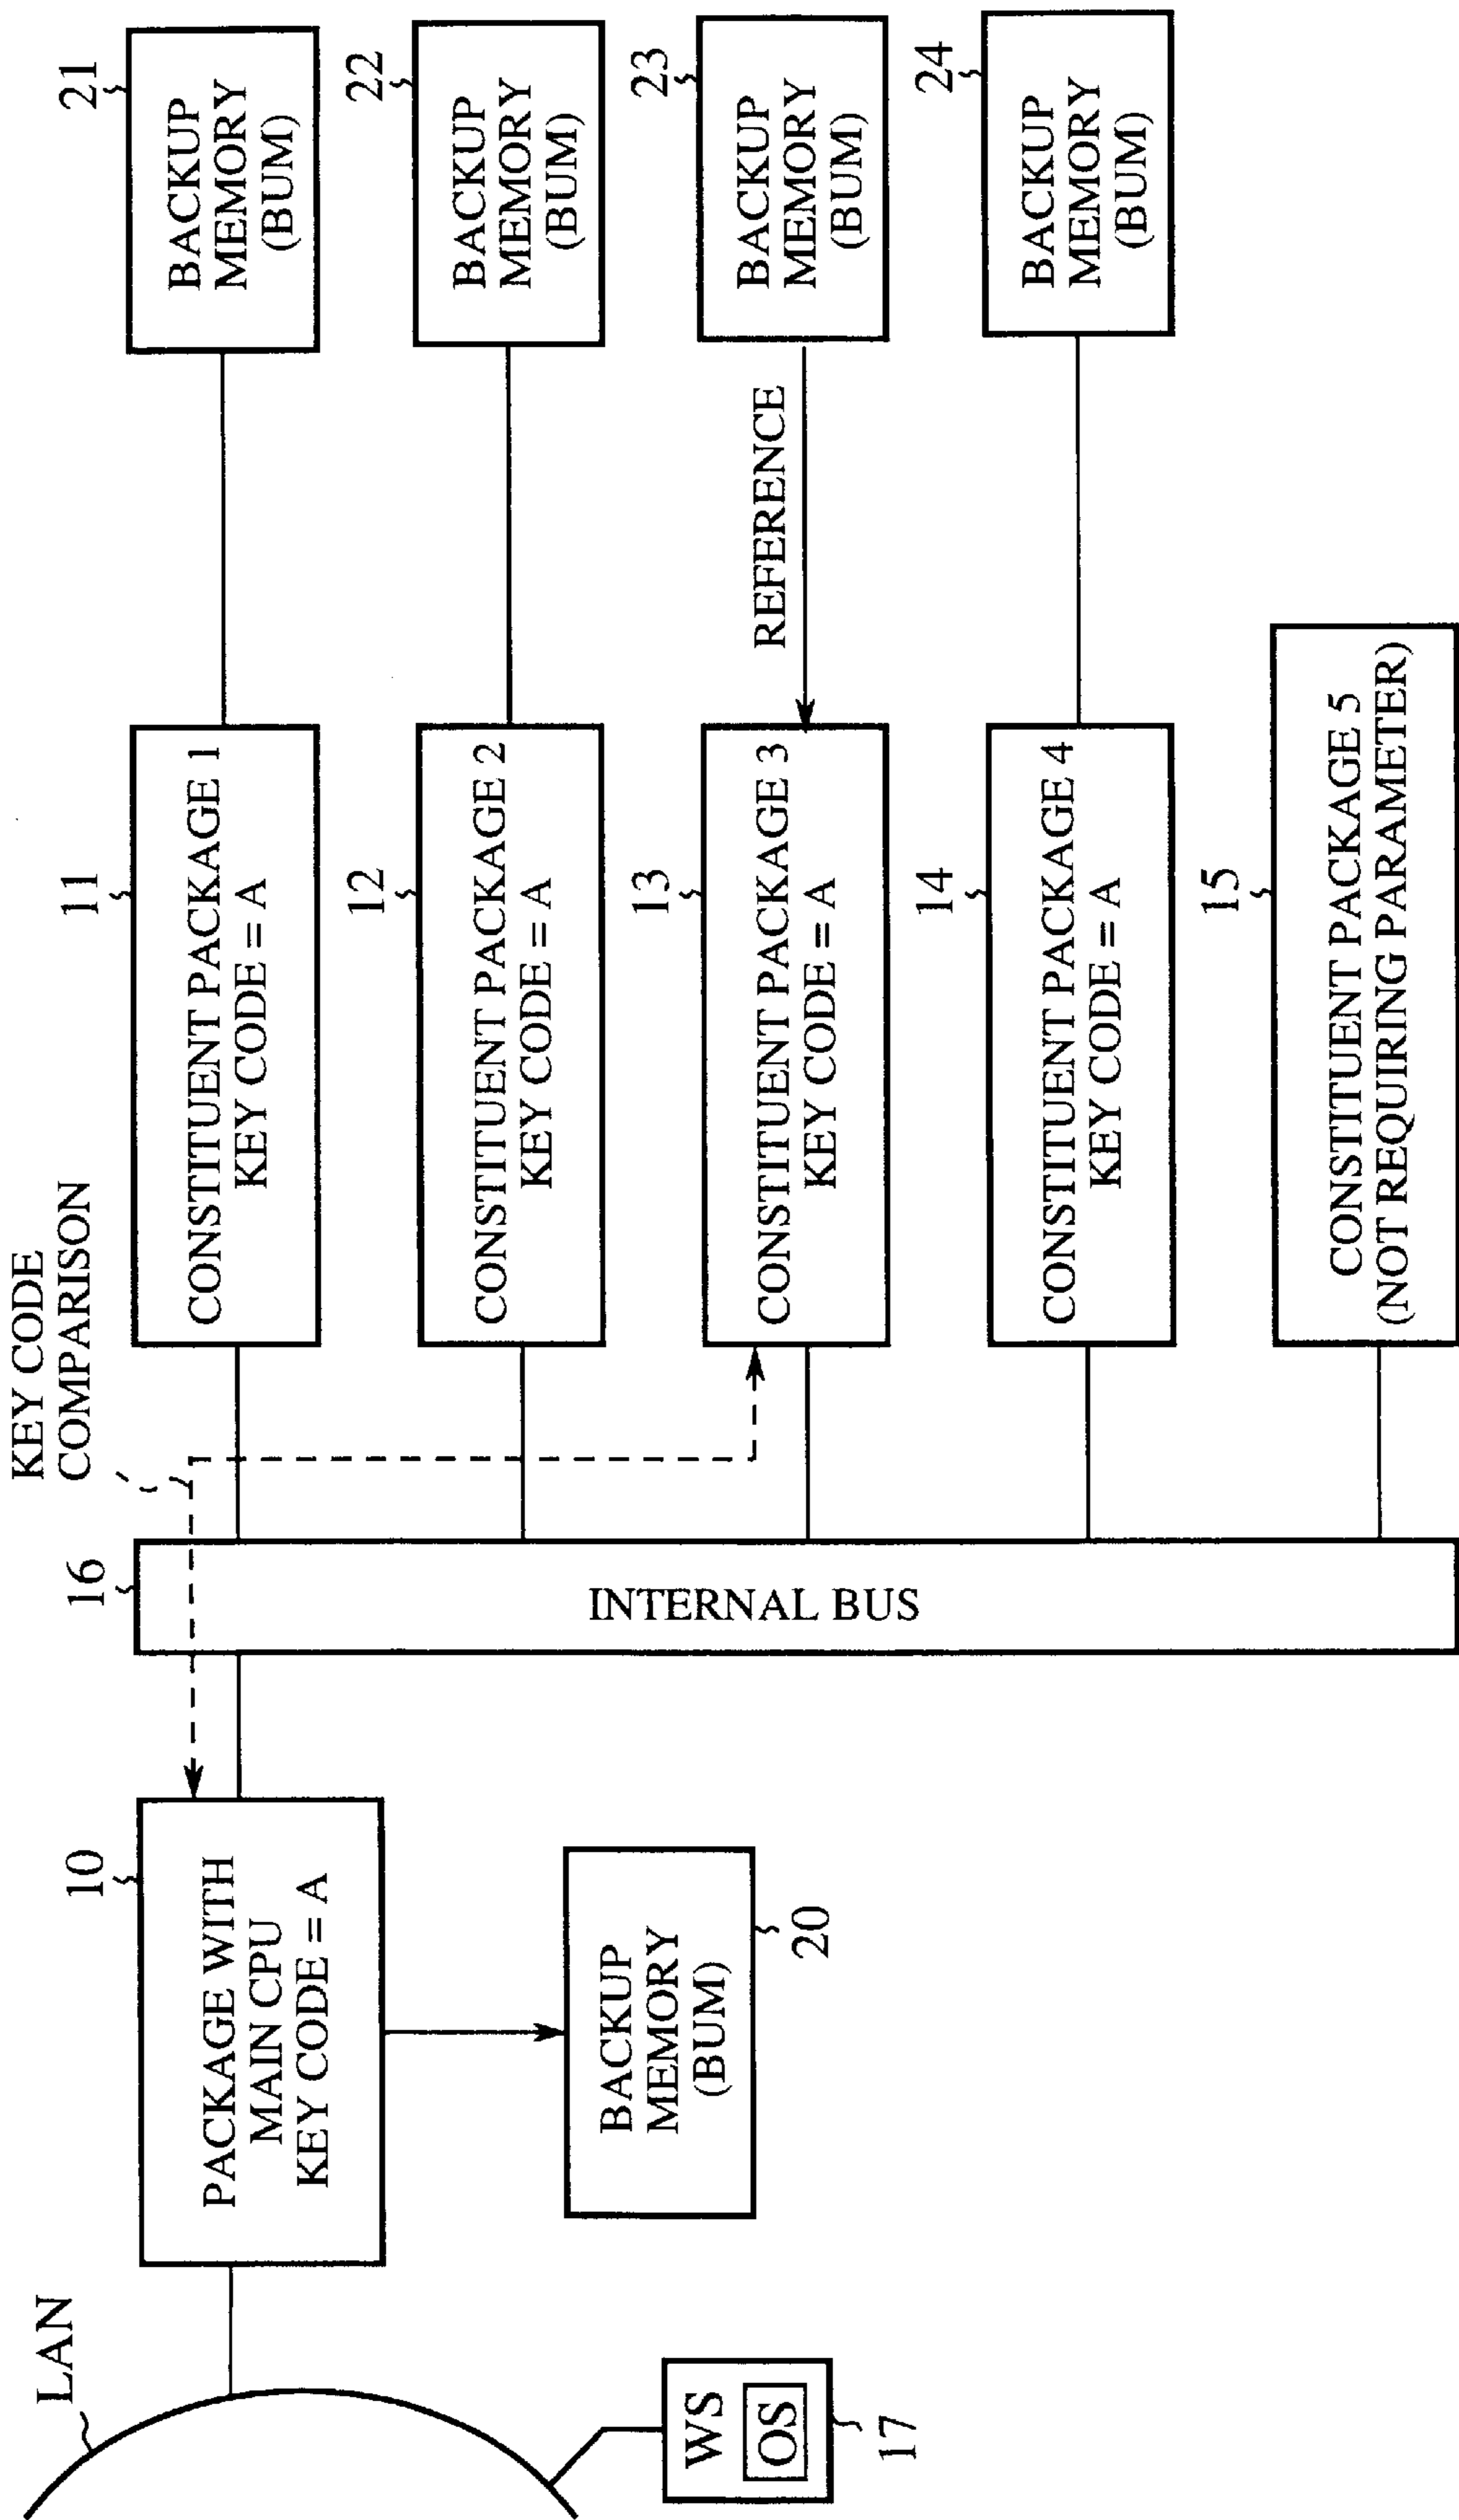 LAN
WS
OS
17
10
PACKAGE WITH
MAIN CPU
KEY CODE = A
BACKUP
MEMORY
(BUM)
20
16
INTERNAL BUS
KEY CODE
COMPARISON
11
CONSTITUENT PACKAGE 1
KEY CODE = A
12
CONSTITUENT PACKAGE 2
KEY CODE = A
13
CONSTITUENT PACKAGE 3
KEY CODE = A
14
CONSTITUENT PACKAGE 4
KEY CODE = A
15
CONSTITUENT PACKAGE 5
(NOT REQUIRING PARAMETER)
REFERENCE
21
BACKUP
MEMORY
(BUM)
22
BACKUP
MEMORY
(BUM)
23
BACKUP
MEMORY
(BUM)
24
BACKUP
MEMORY
(BUM)